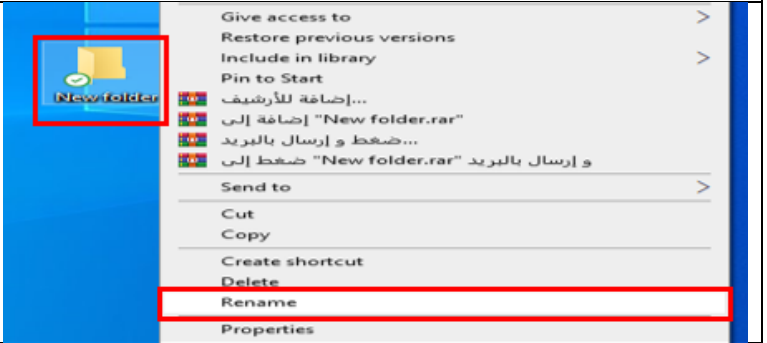 New folder
Give access to
Restore previous versions
Include in library
Pin to Start
إضافة للأرشيف...
إضافة إلى "New folder.rar"
ضغط و إرسال بالبريد...
ضغط إلى "New folder.rar" و إرسال بالبريد
Send to
Cut
Copy
Create shortcut
Delete
Rename
Properties